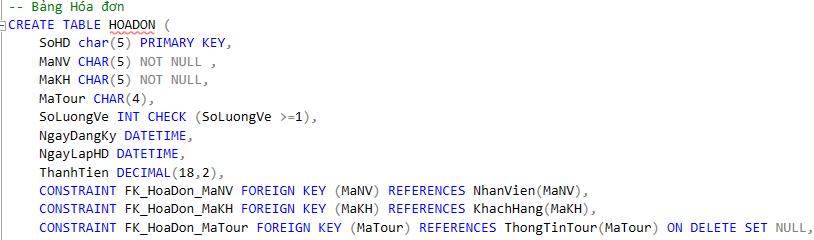 -- Bảng Hóa đơn
CREATE TABLE HOADON (
SoHD char(5) PRIMARY KEY,
MaNV CHAR(5) NOT NULL ,
MaKH CHAR(5) NOT NULL,
MaTour CHAR(4),
SoLuongVe INT CHECK (SoLuongVe >=1),
NgayDangKy DATETIME,
NgayLapHD DATETIME,
ThanhTien DECIMAL(18,2),
CONSTRAINT FK_HoaDon_MaNV FOREIGN KEY (MaNV) REFERENCES NhanVien(MaNV),
CONSTRAINT FK_HoaDon_MaKH FOREIGN KEY (MaKH) REFERENCES KhachHang(MaKH),
CONSTRAINT FK_HoaDon_MaTour FOREIGN KEY (MaTour) REFERENCES ThongTinTour(MaTour) ON DELETE SET NULL,